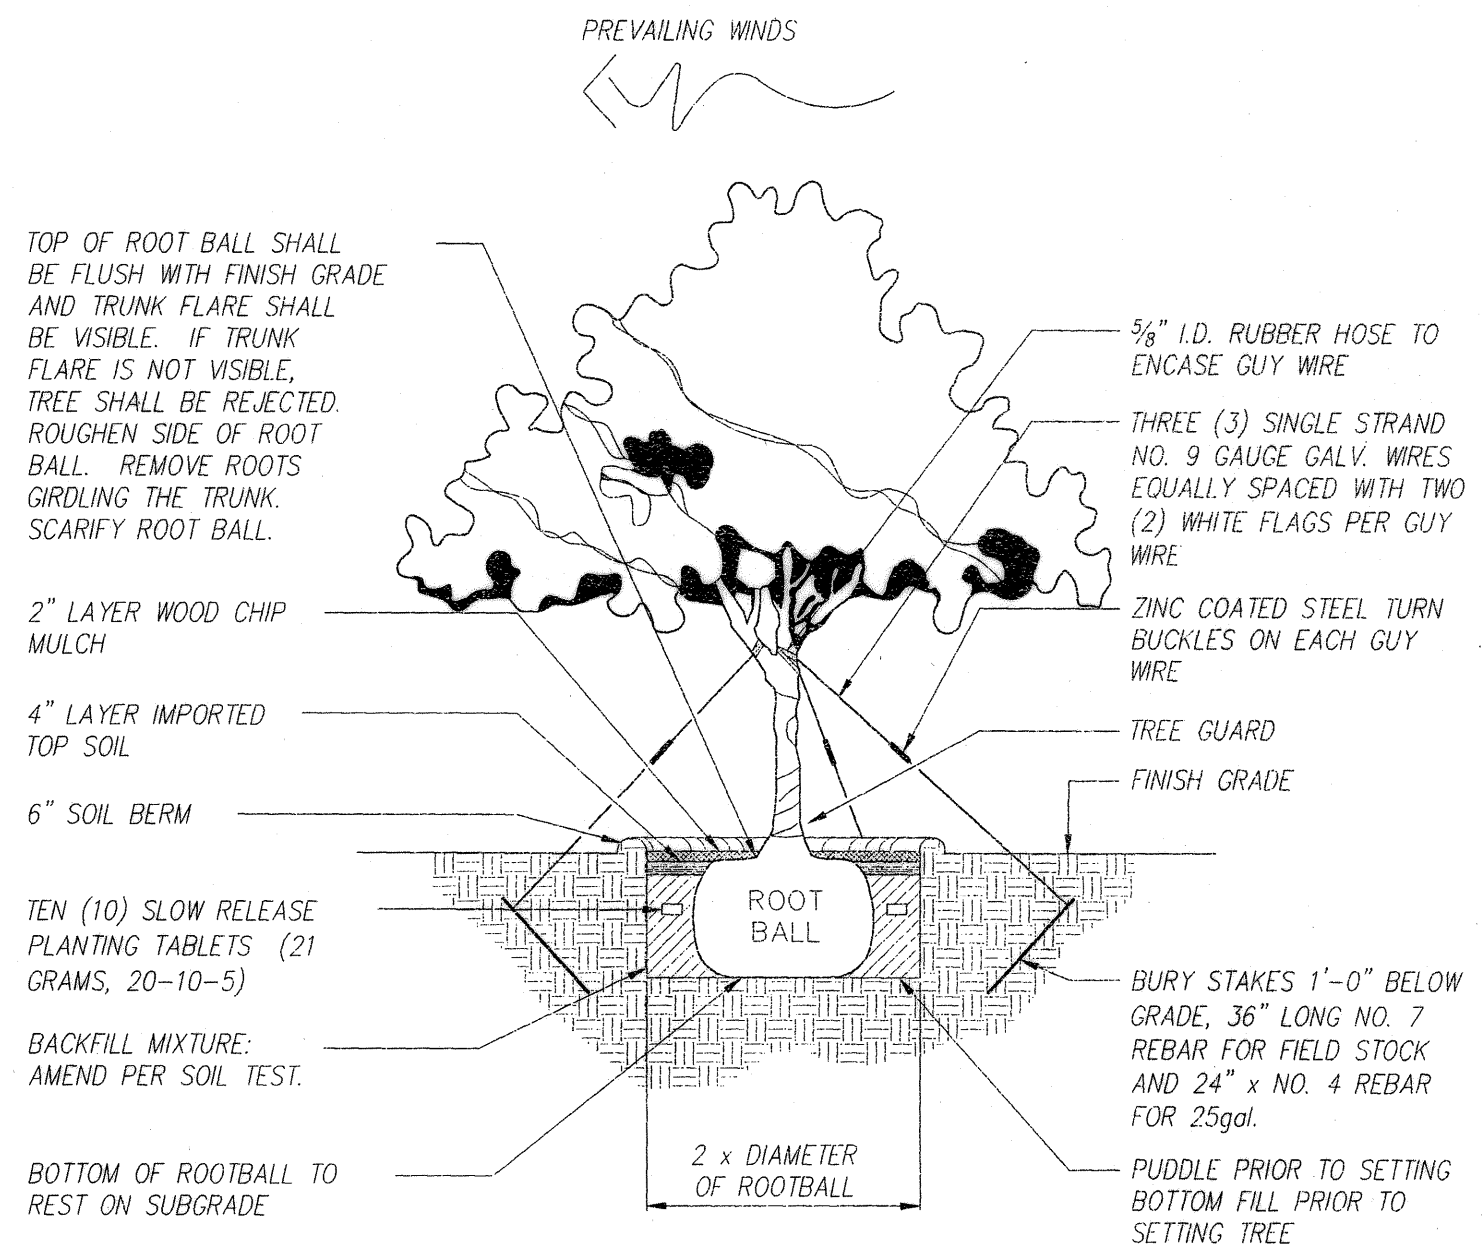 PREVAILING WINDS
TOP OF ROOT BALL SHALL
BE FLUSH WITH FINISH GRADE
AND TRUNK FLARE SHALL
BE VISIBLE. IF TRUNK
FLARE IS NOT VISIBLE,
TREE SHALL BE REJECTED.
ROUGHEN SIDE OF ROOT
BALL. REMOVE ROOTS
GIRDLING THE TRUNK.
SCARIFY ROOT BALL.
2" LAYER WOOD CHIP
MULCH
4" LAYER IMPORTED
TOP SOIL
6" SOIL BERM
TEN (10) SLOW RELEASE
PLANTING TABLETS (21
GRAMS, 20-10-5)
BACKFILL MIXTURE:
AMEND PER SOIL TEST.
BOTTOM OF ROOTBALL TO
REST ON SUBGRADE
ROOT
BALL
2 x DIAMETER
OF ROOTBALL
5/8" I.D. RUBBER HOSE TO
ENCASE GUY WIRE
THREE (3) SINGLE STRAND
NO. 9 GAUGE GALV. WIRES
EQUALLY SPACED WITH TWO
(2) WHITE FLAGS PER GUY
WIRE
ZINC COATED STEEL TURN
BUCKLES ON EACH GUY
WIRE
TREE GUARD
FINISH GRADE
BURY STAKES 1'-0" BELOW
GRADE, 36" LONG NO. 7
REBAR FOR FIELD STOCK
AND 24" x NO. 4 REBAR
FOR 25gal.
PUDDLE PRIOR TO SETTING
BOTTOM FILL PRIOR TO
SETTING TREE